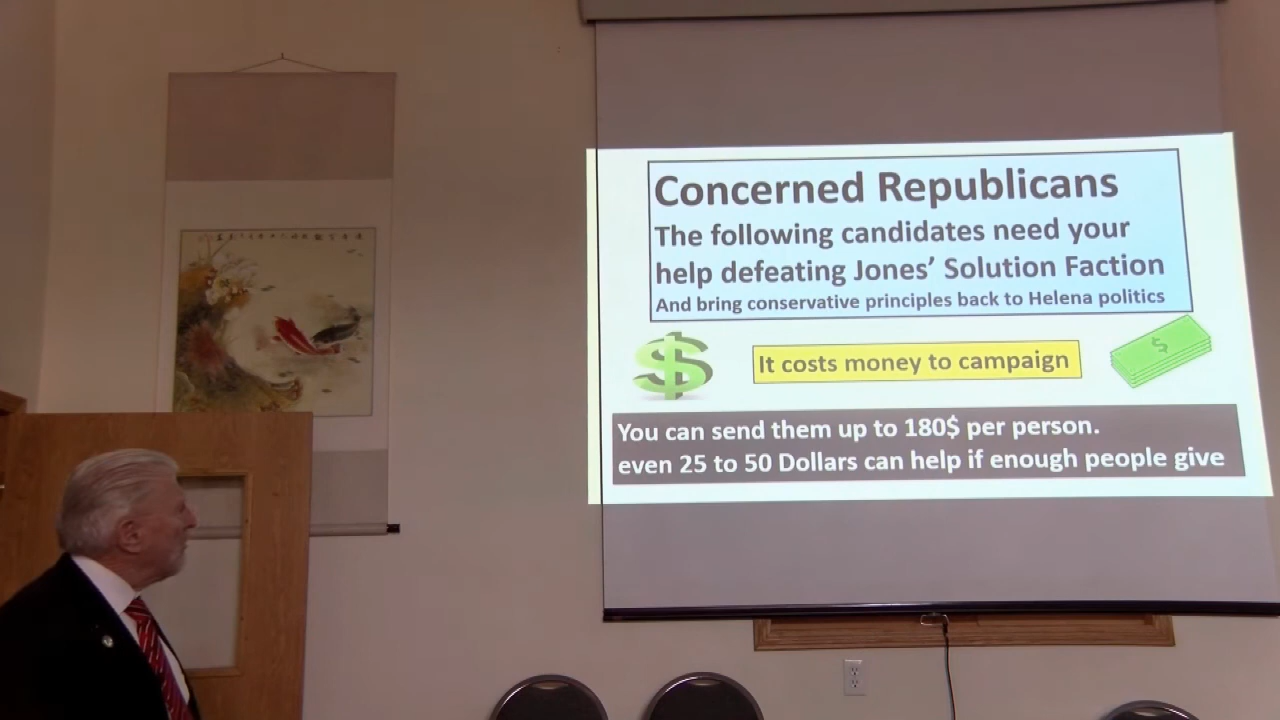 Concerned Republicans
The following candidates need your
help defeating Jones’ Solution Faction
And bring conservative principles back to Helena politics
$
It costs money to campaign
$
You can send them up to 180$ per person.
even 25 to 50 Dollars can help if enough people give